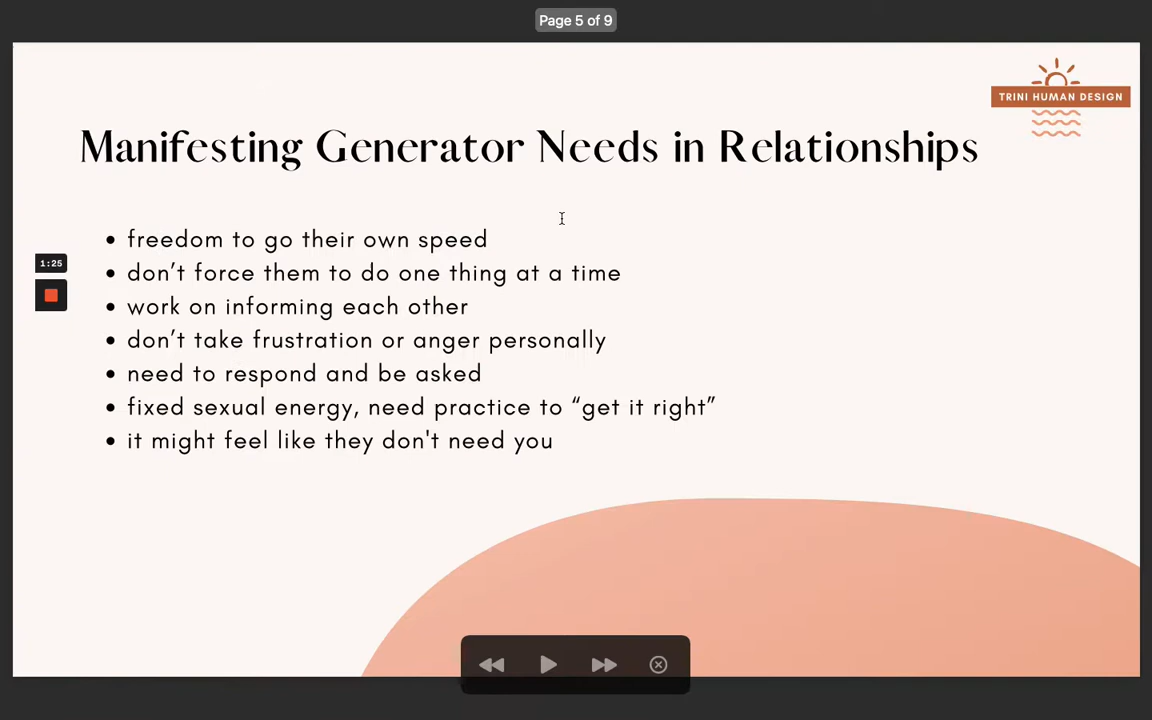 Page 5 of 9
TRINI HUMAN DESIGN
Manifesting Generator Needs in Relationships
• freedom to go their own speed
• don’t force them to do one thing at a time
• work on informing each other
• don’t take frustration or anger personally
• need to respond and be asked
• fixed sexual energy, need practice to “get it right”
• it might feel like they don't need you
1:25